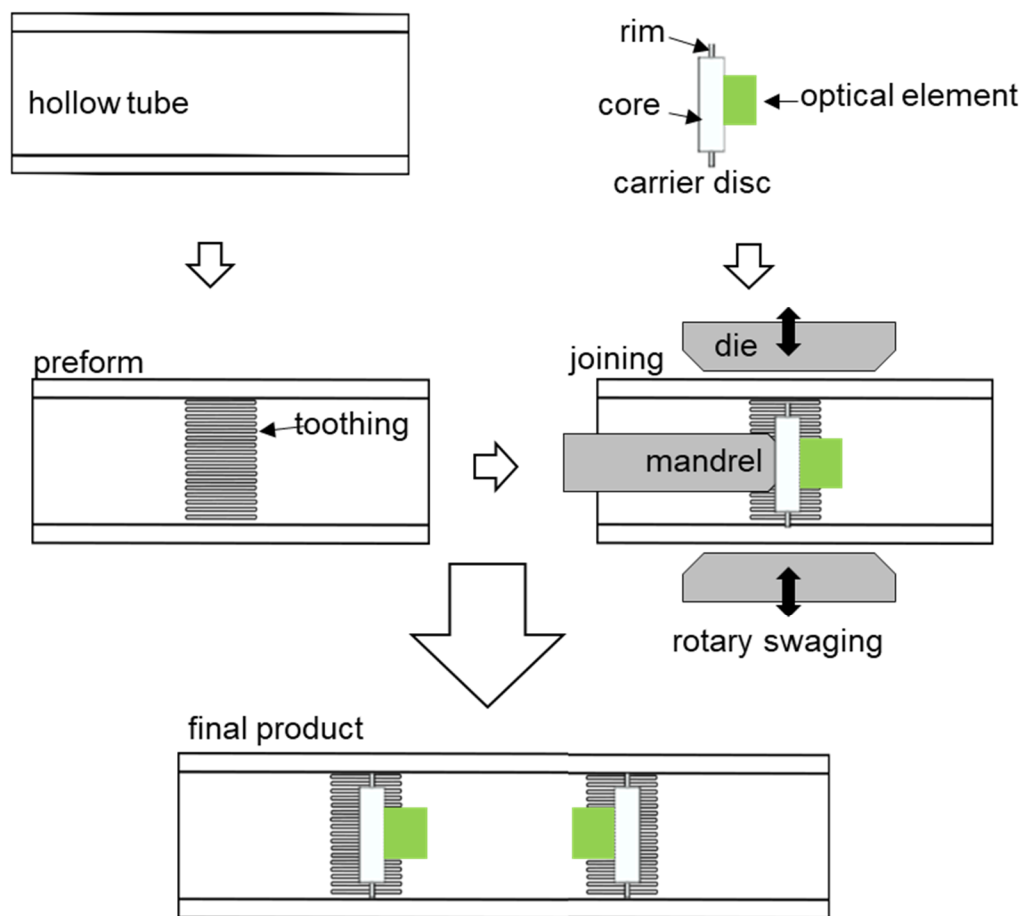 rim
hollow tube
core
optical element
carrier disc
preform
toothing
joining
die
mandrel
rotary swaging
final product